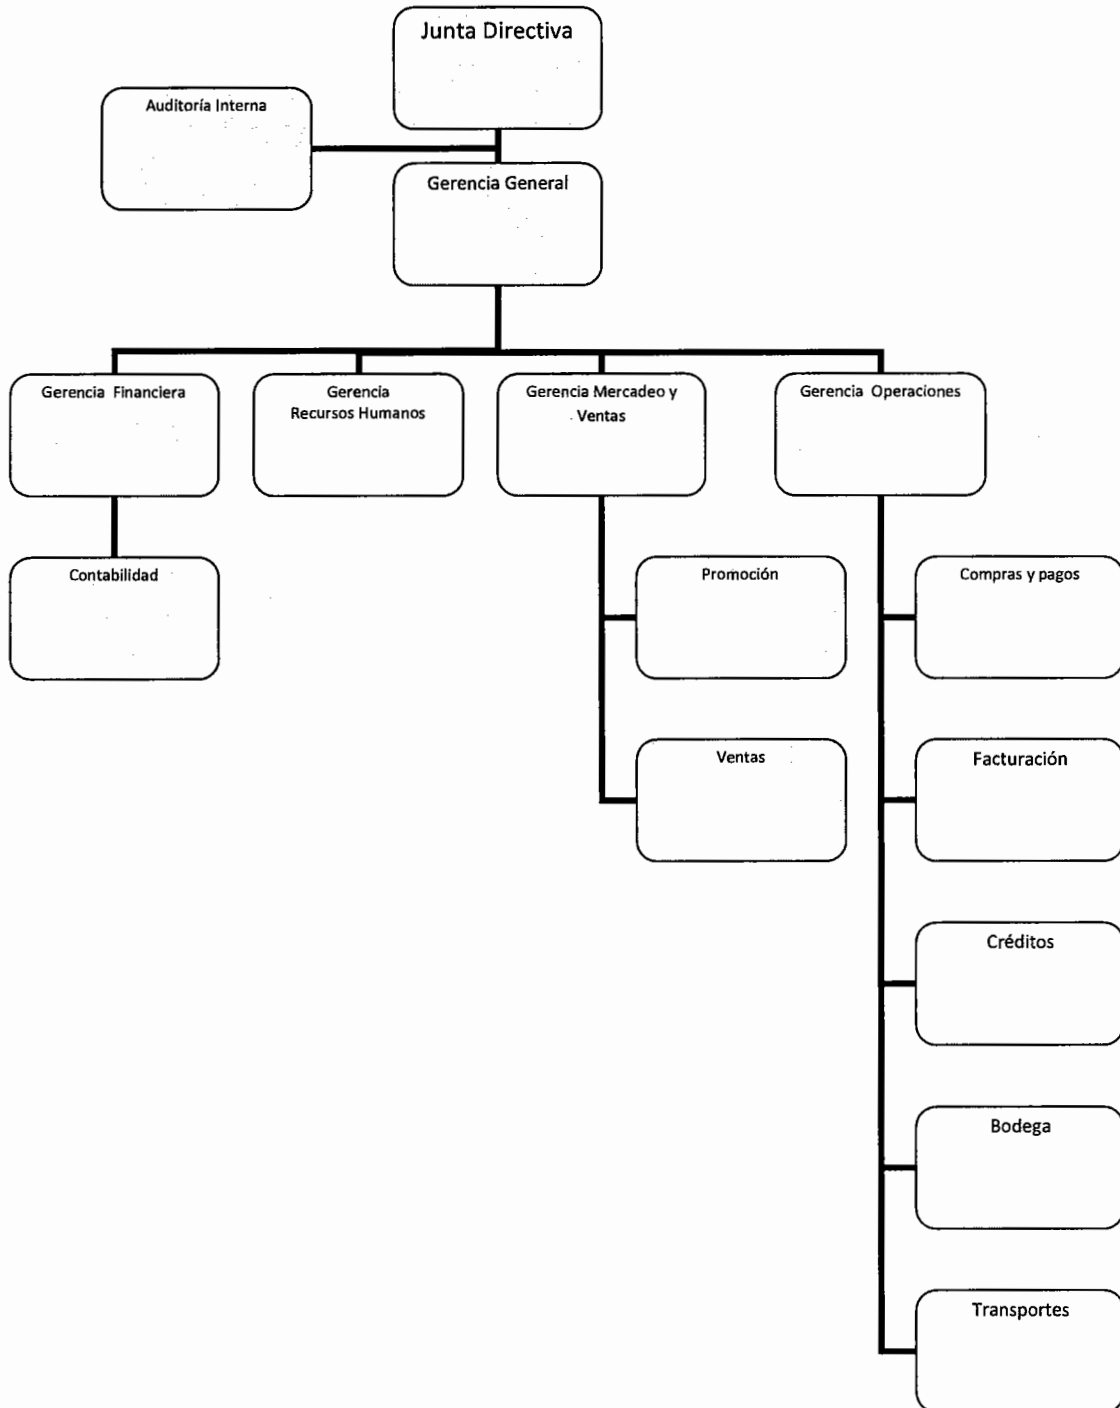 Junta Directiva
Auditoría Interna
Gerencia General
Gerencia Financiera
Gerencia
Recursos Humanos
Gerencia Mercadeo y
Ventas
Gerencia Operaciones
Contabilidad
Promoción
Compras y pagos
Ventas
Facturación
Créditos
Bodega
Transportes